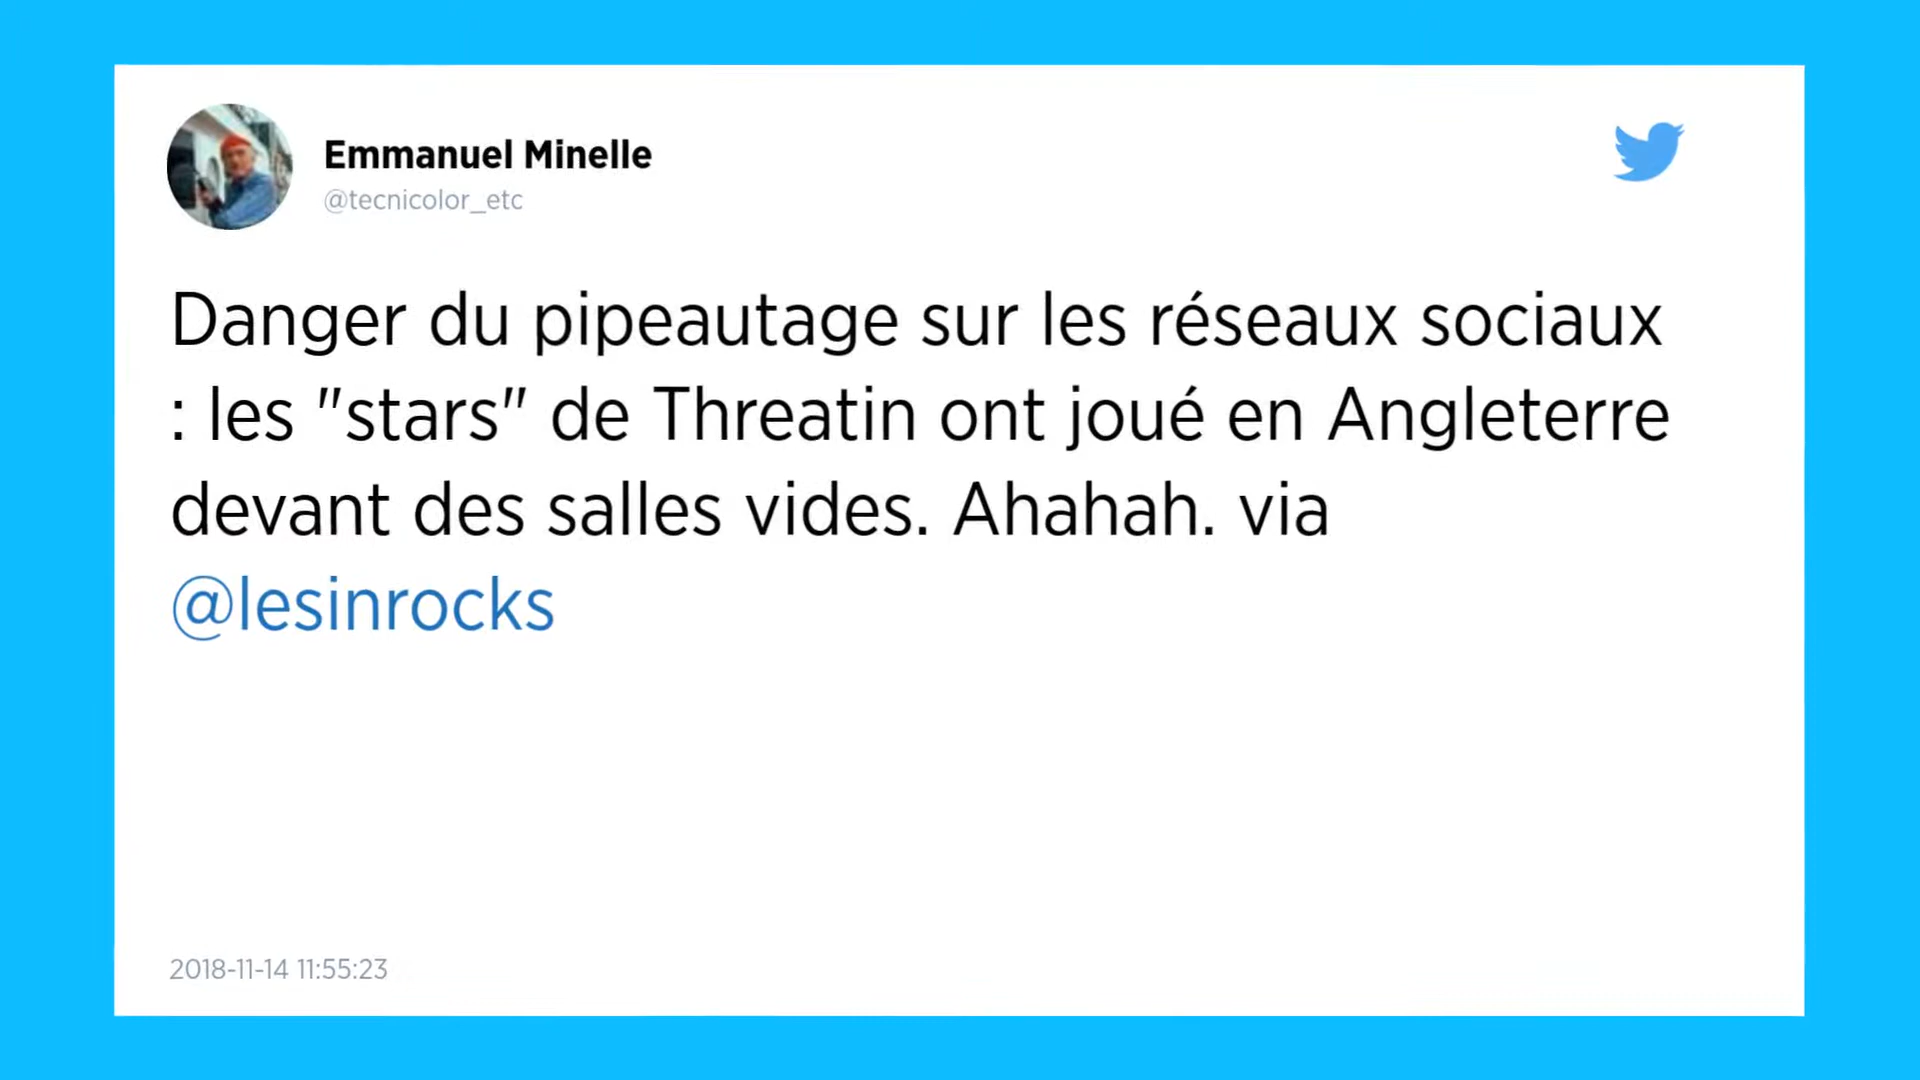 Emmanuel Minelle
@tecnicolor_etc
Danger du pipeautage sur les réseaux sociaux
: les "stars" de Threatin ont joué en Angleterre
devant des salles vides. Ahahah. via
@lesinrocks
2018-11-14 11:55:23